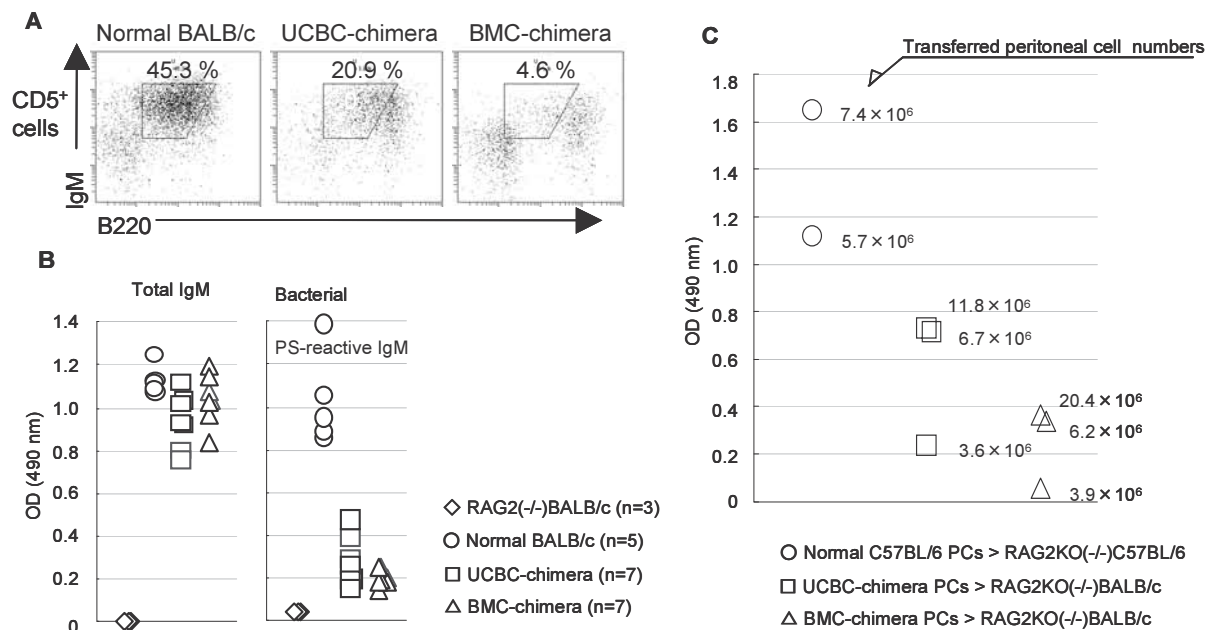 A
Normal BALB/c UCBC-chimera BMC-chimera
45.3 % 20.9 % 4.6 %
CD5⁺
cells
IgM
B220
B
Total IgM
Bacterial
PS-reactive IgM
OD (490 nm)
1.4
1.2
1.0
0.8
0.6
0.4
0.2
0
RAG2(-/-)BALB/c (n=3)
Normal BALB/c (n=5)
UCBC-chimera (n=7)
BMC-chimera (n=7)
C
Transferred peritoneal cell numbers
OD (490 nm)
1.8
1.6
1.4
1.2
1.0
0.8
0.6
0.4
0.2
0
7.4 × 10⁶
5.7 × 10⁶
11.8 × 10⁶
6.7 × 10⁶
3.6 × 10⁶
20.4 × 10⁶
6.2 × 10⁶
3.9 × 10⁶
Normal C57BL/6 PCs > RAG2KO(-/-)C57BL/6
UCBC-chimera PCs > RAG2KO(-/-)BALB/c
BMC-chimera PCs > RAG2KO(-/-)BALB/c